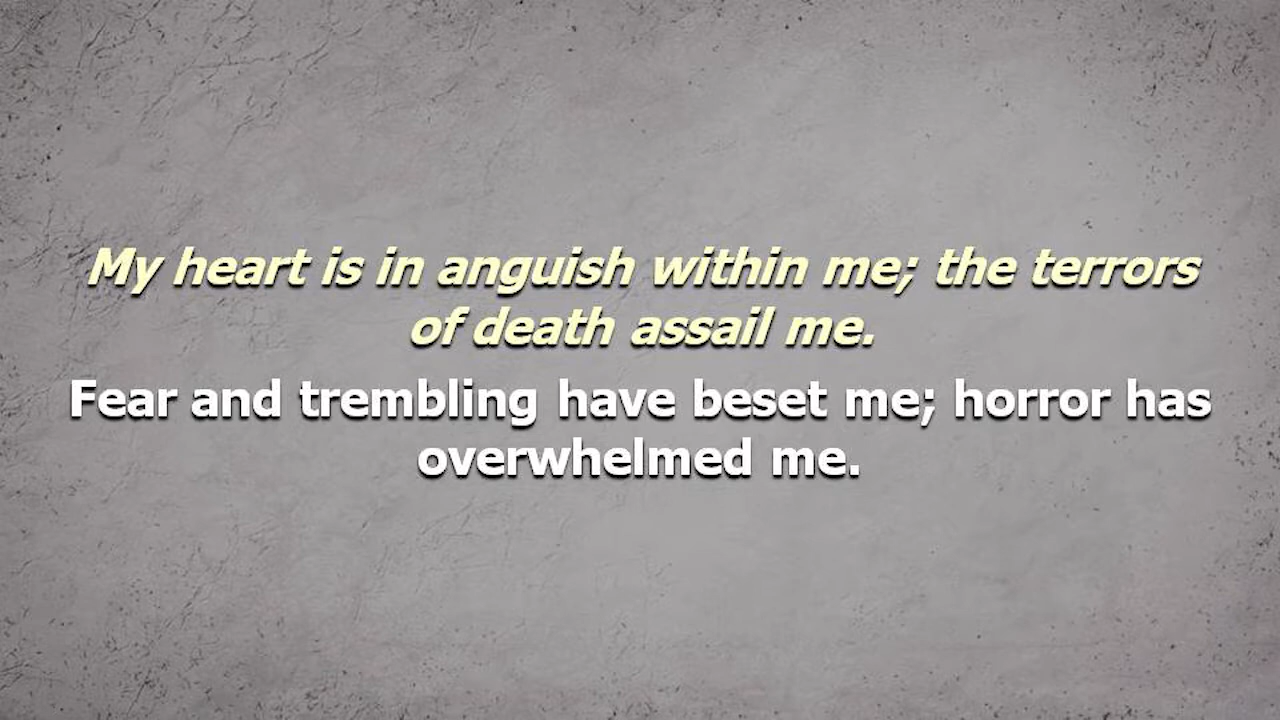 My heart is in anguish within me; the terrors
of death assail me.
Fear and trembling have beset me; horror has
overwhelmed me.